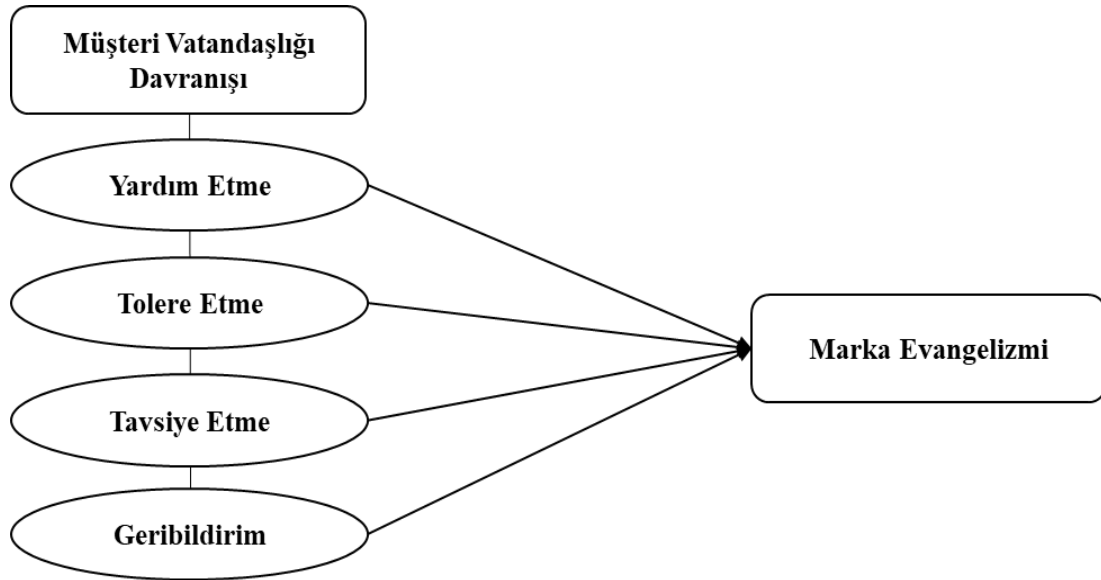 Müşteri Vatandaşlığı
Davranışı
Yardım Etme
Tolere Etme
Tavsiye Etme
Geribildirim
Marka Evangelizmi